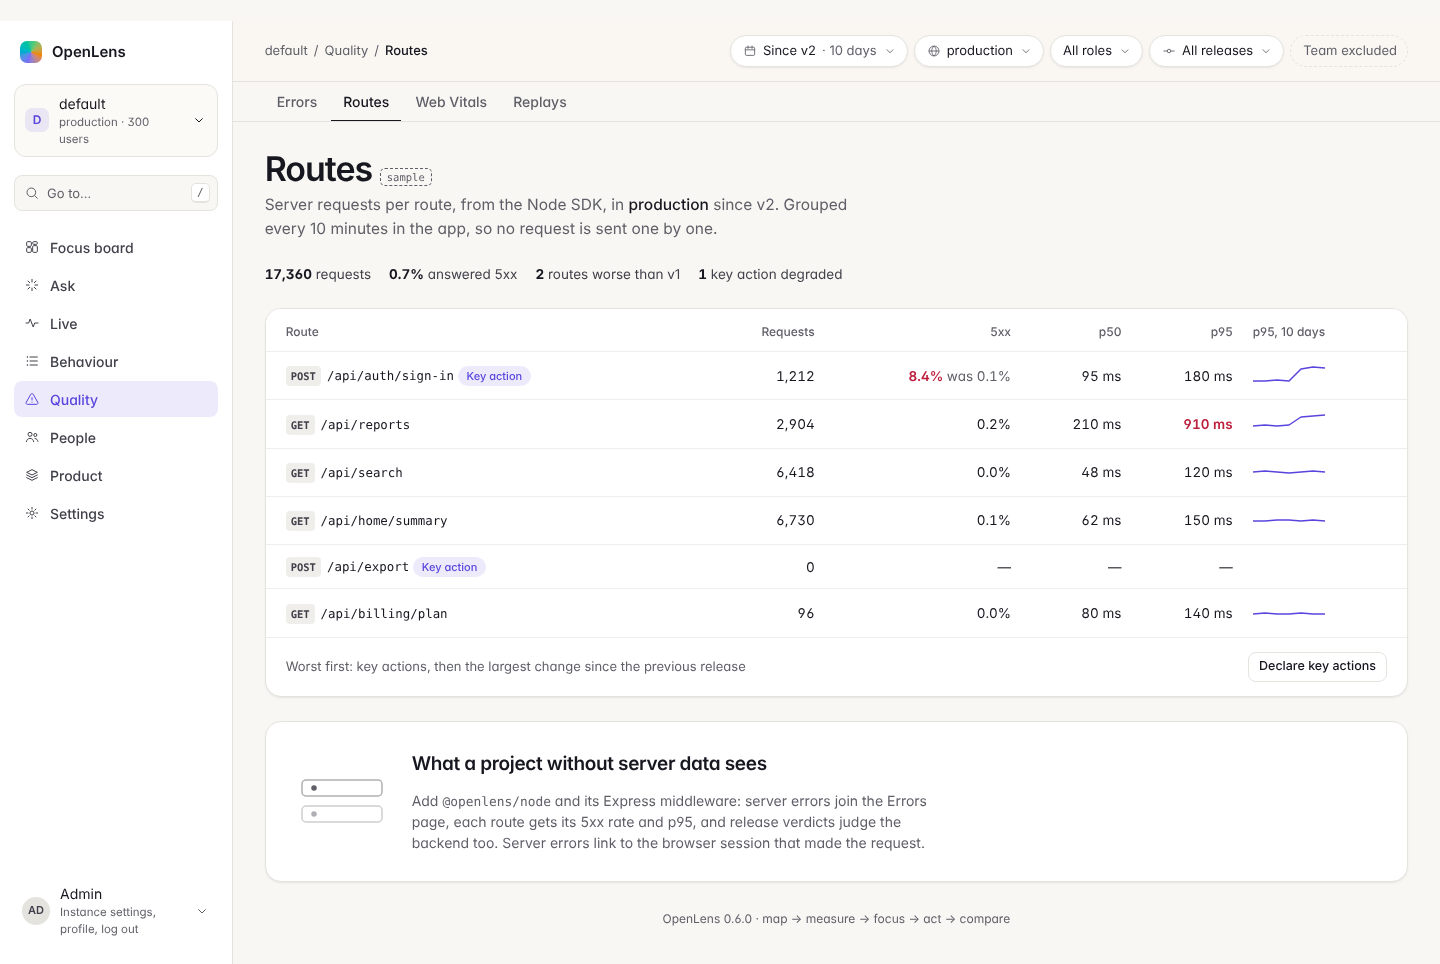 OpenLens
default / Quality / Routes
Since v2 · 10 days
production
All roles
All releases
Team excluded
D
default
production · 300
users
Go to...
/
Focus board
Ask
Live
Behaviour
Quality
People
Product
Settings
AD
Admin
Instance settings,
profile, log out
Errors
Routes
Web Vitals
Replays
Routes
sample
Server requests per route, from the Node SDK, in production since v2. Grouped
every 10 minutes in the app, so no request is sent one by one.
17,360 requests 0.7% answered 5xx 2 routes worse than v1 1 key action degraded
Route Requests 5xx p50 p95 p95, 10 days
POST /api/auth/sign-in Key action 1,212 8.4% was 0.1% 95 ms 180 ms
GET /api/reports 2,904 0.2% 210 ms 910 ms
GET /api/search 6,418 0.0% 48 ms 120 ms
GET /api/home/summary 6,730 0.1% 62 ms 150 ms
POST /api/export Key action 0 — — —
GET /api/billing/plan 96 0.0% 80 ms 140 ms
Worst first: key actions, then the largest change since the previous release
Declare key actions
What a project without server data sees
Add @openlens/node and its Express middleware: server errors join the Errors
page, each route gets its 5xx rate and p95, and release verdicts judge the
backend too. Server errors link to the browser session that made the request.
OpenLens 0.6.0 · map → measure → focus → act → compare